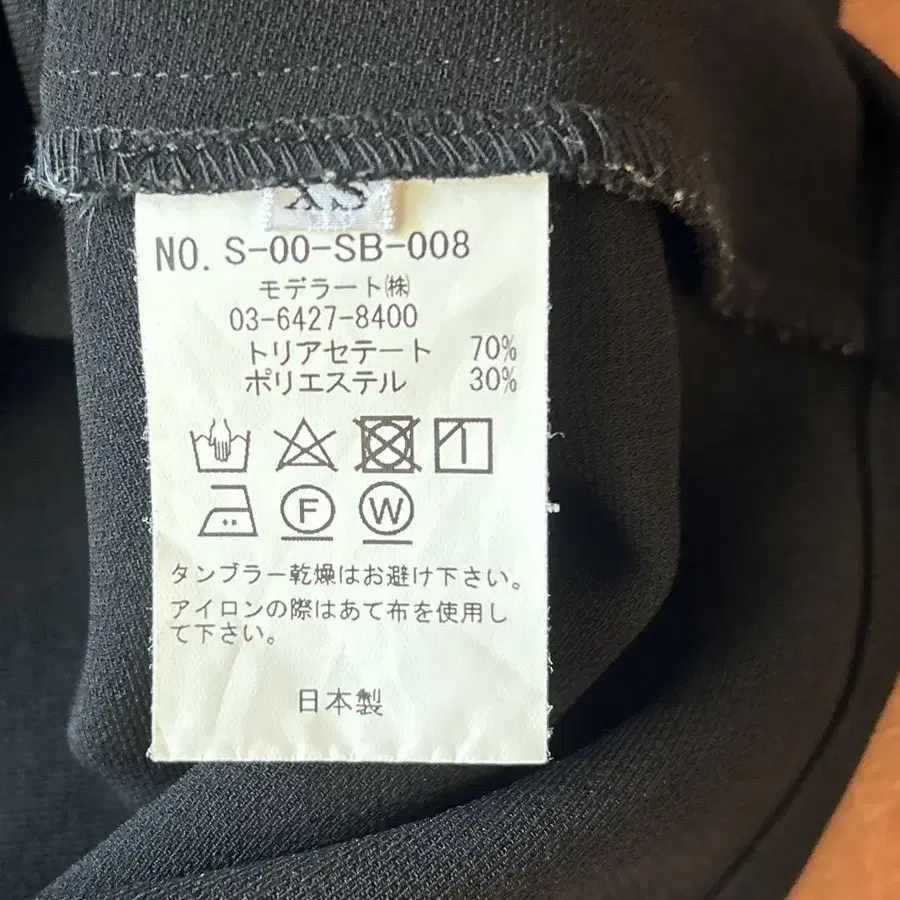 XS
NO. S-00-SB-008
モデラート㈱
03-6427-8400
トリアセテート 70%
ポリエステル 30%
F W
タンブラー乾燥はお避け下さい。
アイロンの際はあて布を使用し
て下さい。
日本製